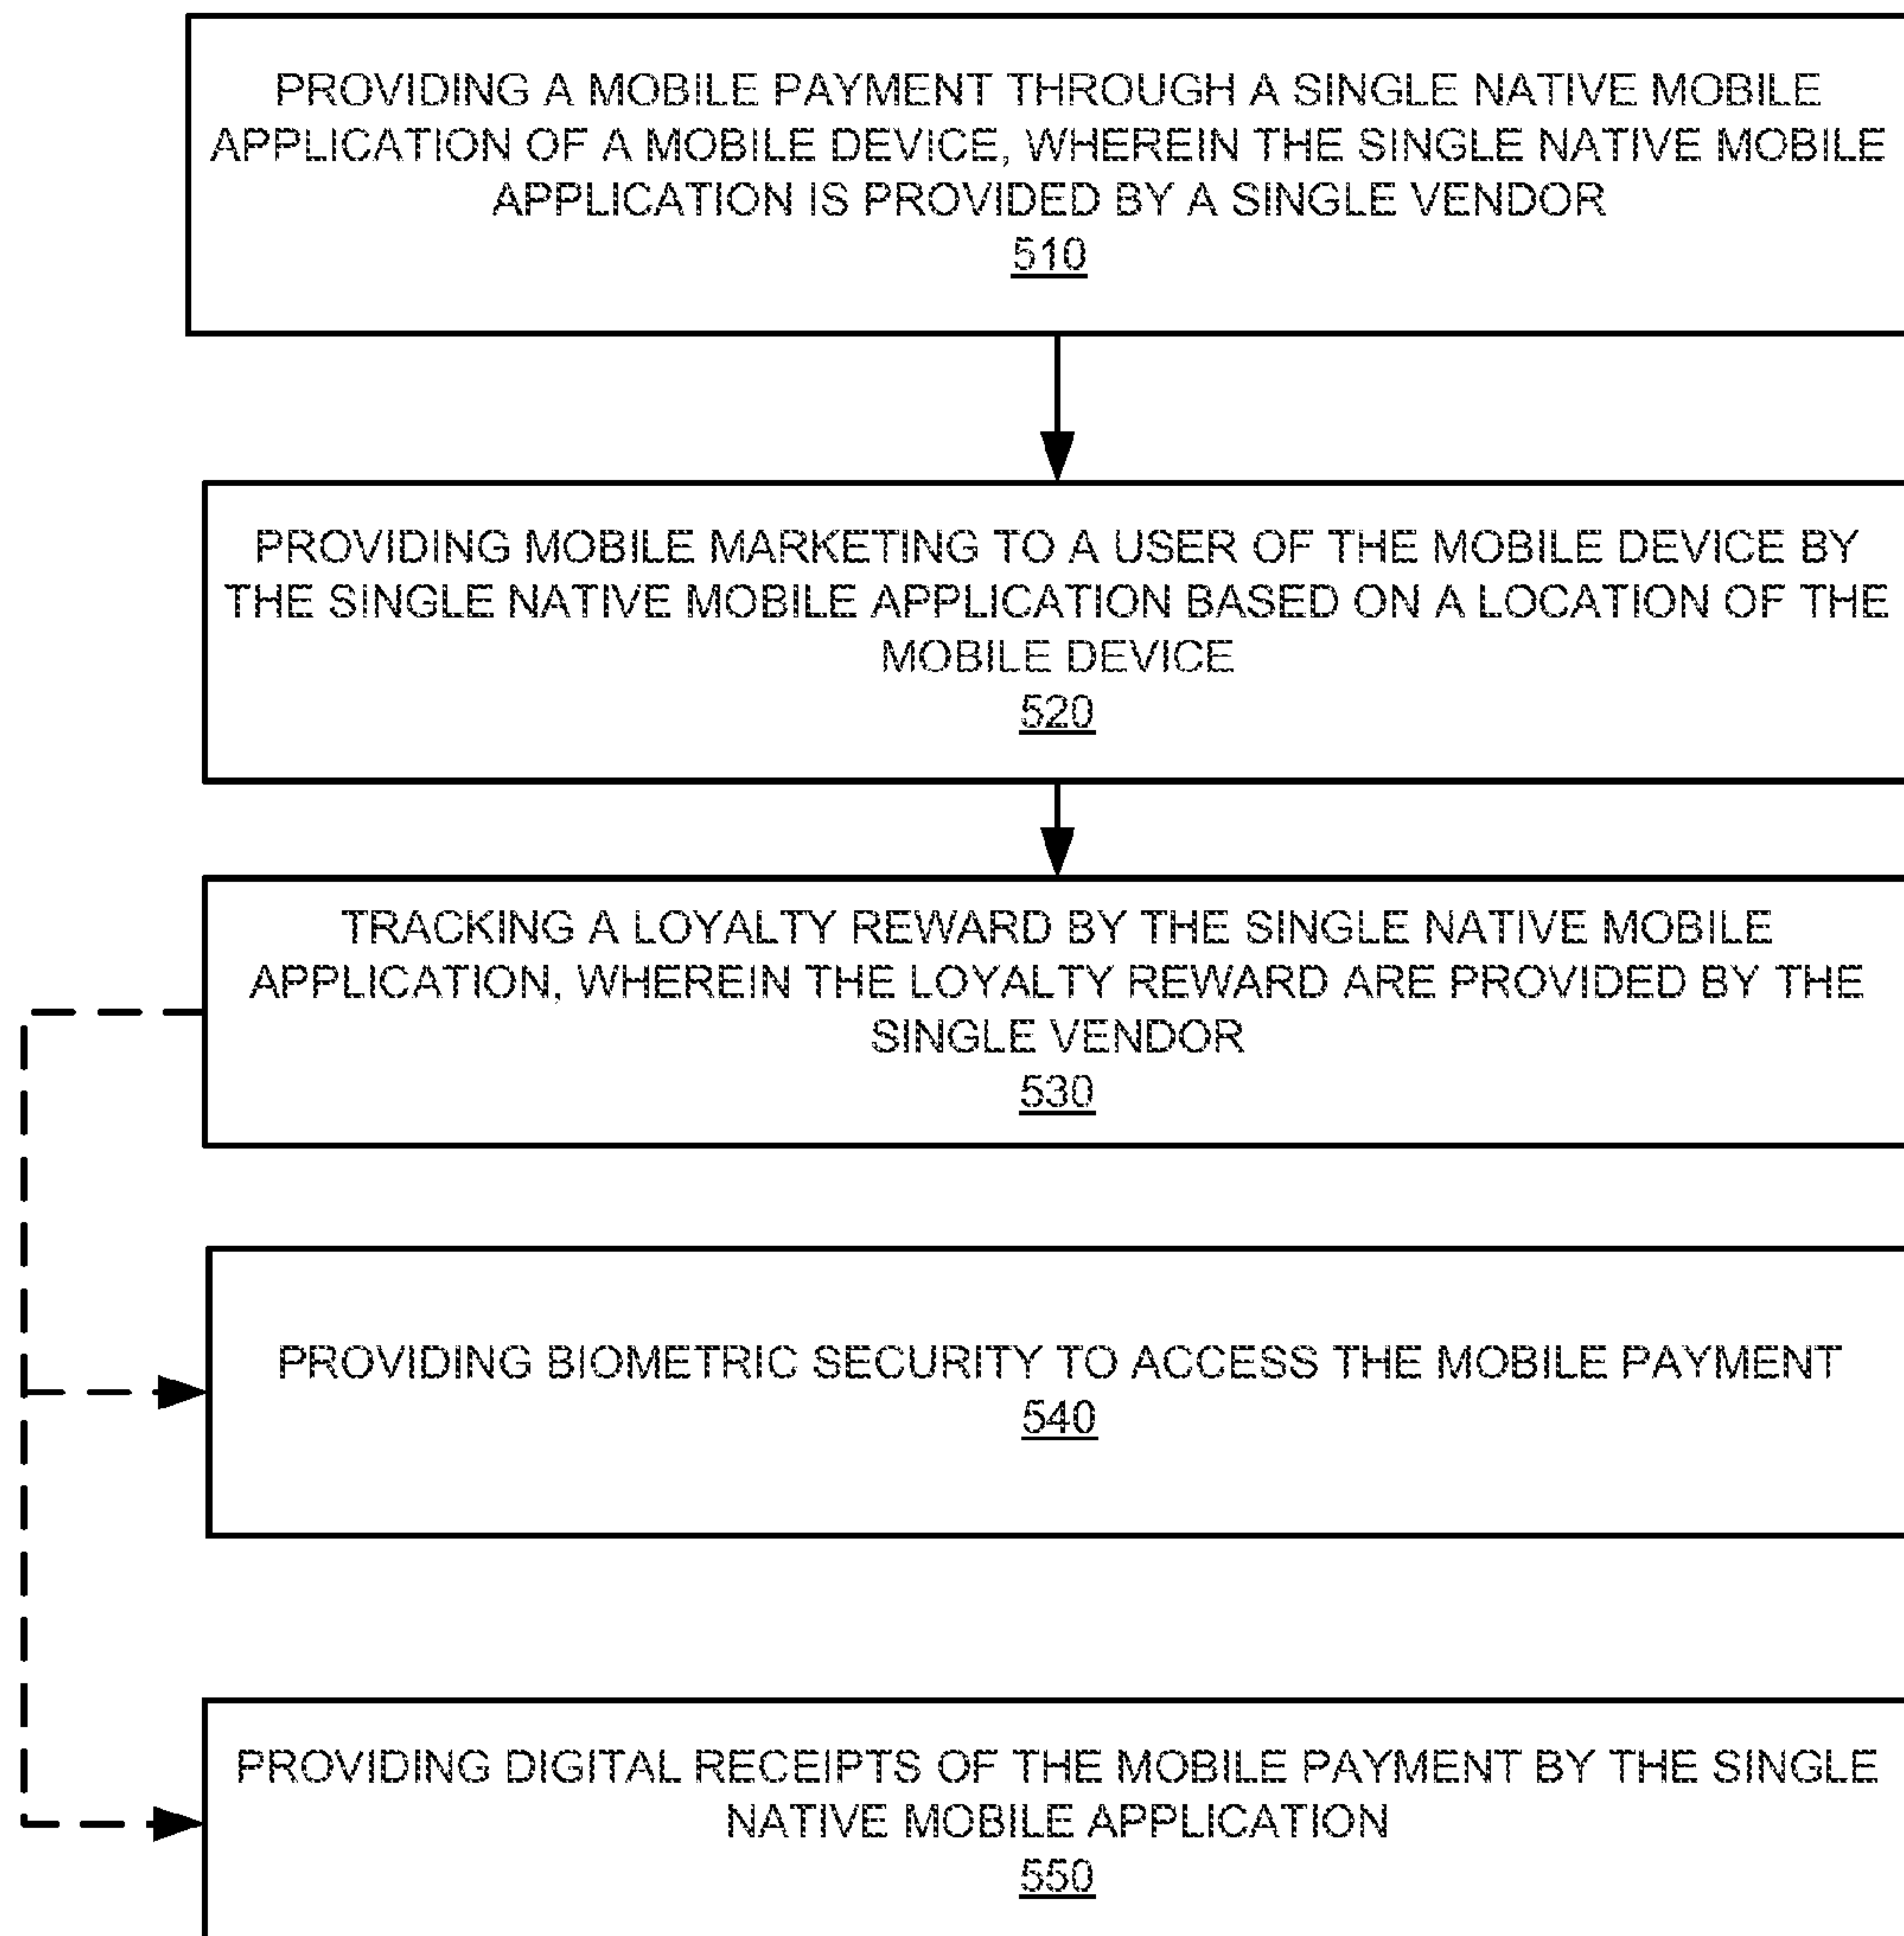 PROVIDING A MOBILE PAYMENT THROUGH A SINGLE NATIVE MOBILE
APPLICATION OF A MOBILE DEVICE, WHEREIN THE SINGLE NATIVE MOBILE
APPLICATION IS PROVIDED BY A SINGLE VENDOR
510
PROVIDING MOBILE MARKETING TO A USER OF THE MOBILE DEVICE BY
THE SINGLE NATIVE MOBILE APPLICATION BASED ON A LOCATION OF THE
MOBILE DEVICE
520
TRACKING A LOYALTY REWARD BY THE SINGLE NATIVE MOBILE
APPLICATION, WHEREIN THE LOYALTY REWARD ARE PROVIDED BY THE
SINGLE VENDOR
530
PROVIDING BIOMETRIC SECURITY TO ACCESS THE MOBILE PAYMENT
540
PROVIDING DIGITAL RECEIPTS OF THE MOBILE PAYMENT BY THE SINGLE
NATIVE MOBILE APPLICATION
550